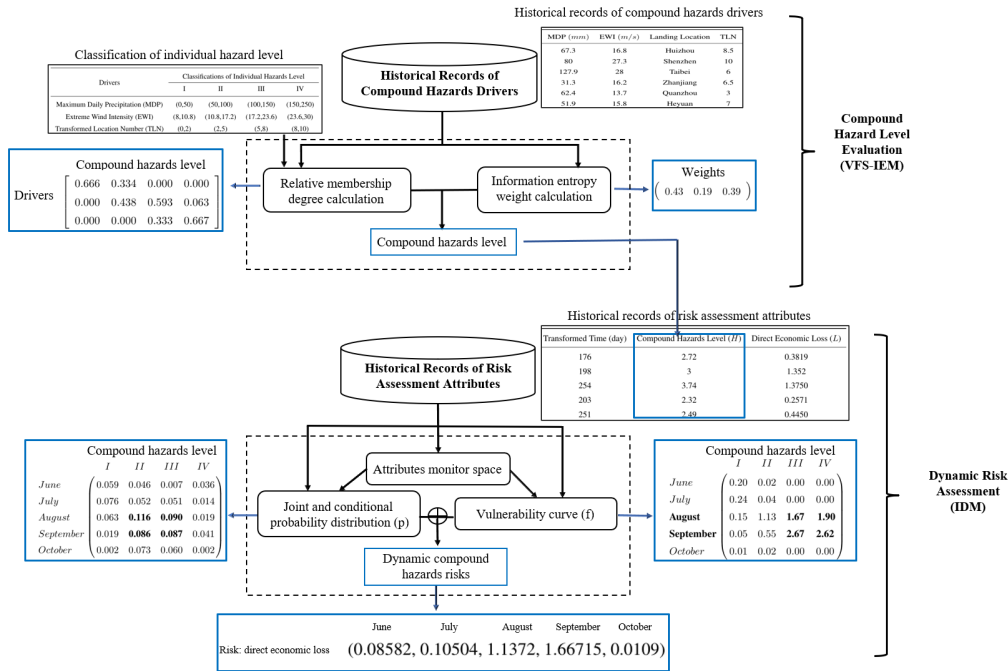 Historical records of compound hazards drivers
MDP (mm) EWI (m/s) Landing Location TLN
67.3 16.8 Huizhou 8.5
80 27.3 Shenzhen 10
127.9 28 Taibei 6
31.3 16.2 Zhanjiang 6.5
62.4 13.7 Quanzhou 3
51.9 15.8 Heyuan 7
Classification of individual hazard level
Drivers
Classifications of Individual Hazard Level
I II III IV
Maximum Daily Precipitation (MDP) (0,50) (50,100) (100,150) (150,250)
Extreme Wind Intensity (EWI) (8,10.8) (10.8,17.2) (17.2,23.6) (23.6,30)
Transformed Location Number (TLN) (0,2) (2,5) (5,8) (8,10)
Historical Records of
Compound Hazards Drivers
Compound
Hazard Level
Evaluation
(VFS-IEM)
Compound hazards level
Drivers
0.666 0.334 0.000 0.000
0.000 0.438 0.593 0.063
0.000 0.000 0.333 0.667
Relative membership
degree calculation
Information entropy
weight calculation
Weights
( 0.43 0.19 0.39 )
Compound hazards level
Historical records of risk assessment attributes
Transformed Time (day) Compound Hazards Level (H) Direct Economic Loss (L)
176 2.72 0.3819
198 3 1.352
254 3.74 1.3750
203 2.32 0.2571
251 2.49 0.4450
Historical Records of Risk
Assessment Attributes
Compound hazards level
I II III IV
June 0.059 0.046 0.007 0.036
July 0.076 0.052 0.051 0.014
August 0.063 0.116 0.090 0.019
September 0.019 0.086 0.087 0.041
October 0.002 0.073 0.060 0.002
Attributes monitor space
Joint and conditional
probability distribution (p)
Vulnerability curve (f)
Dynamic compound
hazards risks
Compound hazards level
I II III IV
June 0.20 0.02 0.00 0.00
July 0.24 0.04 0.00 0.00
August 0.15 1.13 1.67 1.90
September 0.05 0.55 2.67 2.62
October 0.01 0.02 0.00 0.00
Dynamic Risk
Assessment
(IDM)
June July August September October
Risk: direct economic loss (0.08582, 0.10504, 1.1372, 1.66715, 0.0109)